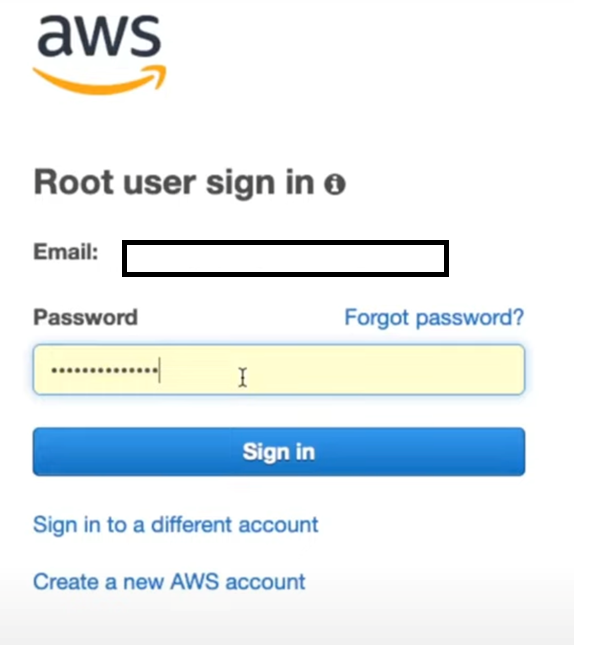 aws
Root user sign in
Email:
Password Forgot password?
••••••••••••••
Sign in
Sign in to a different account
Create a new AWS account